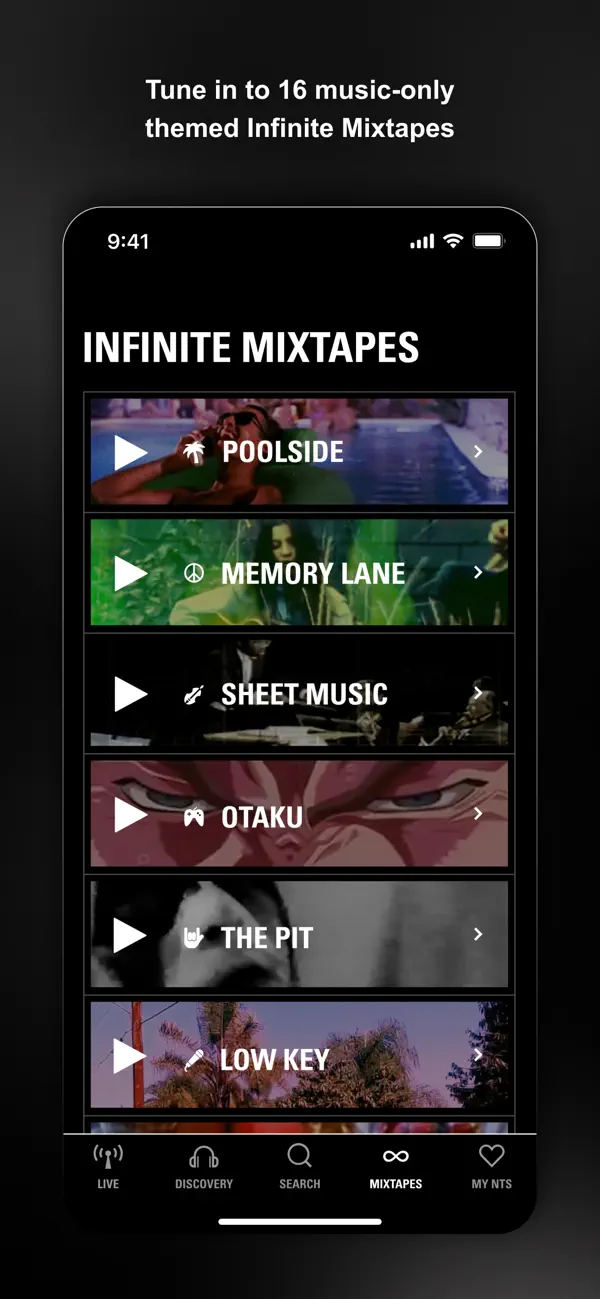 Tune in to 16 music-only
themed Infinite Mixtapes
9:41
INFINITE MIXTAPES
POOLSIDE
MEMORY LANE
SHEET MUSIC
OTAKU
THE PIT
LOW KEY
LIVE
DISCOVERY
SEARCH
MIXTAPES
MY NTS